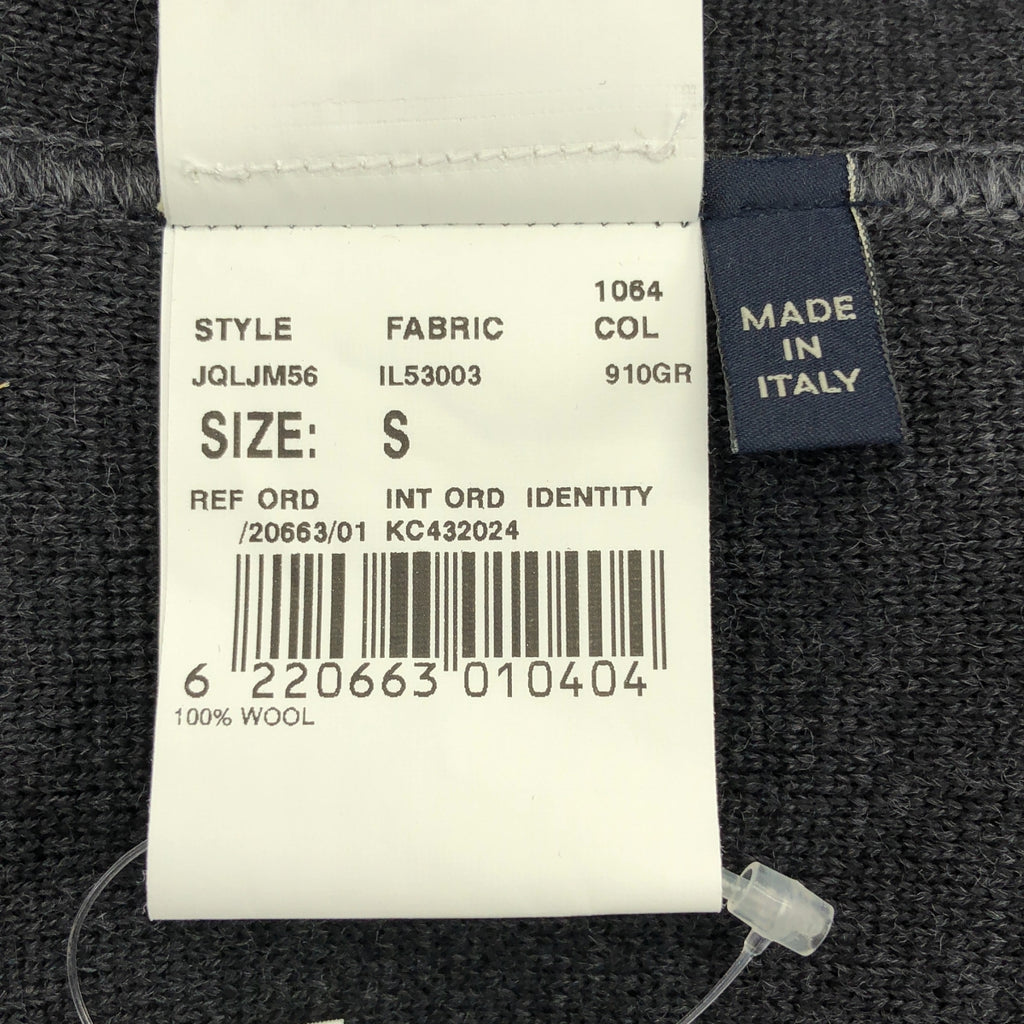 1064
STYLE FABRIC COL
JQLJM56 IL53003 910GR
SIZE: S
REF ORD INT ORD IDENTITY
/20663/01 KC432024
6 220663 010404
100% WOOL
MADE
IN
ITALY